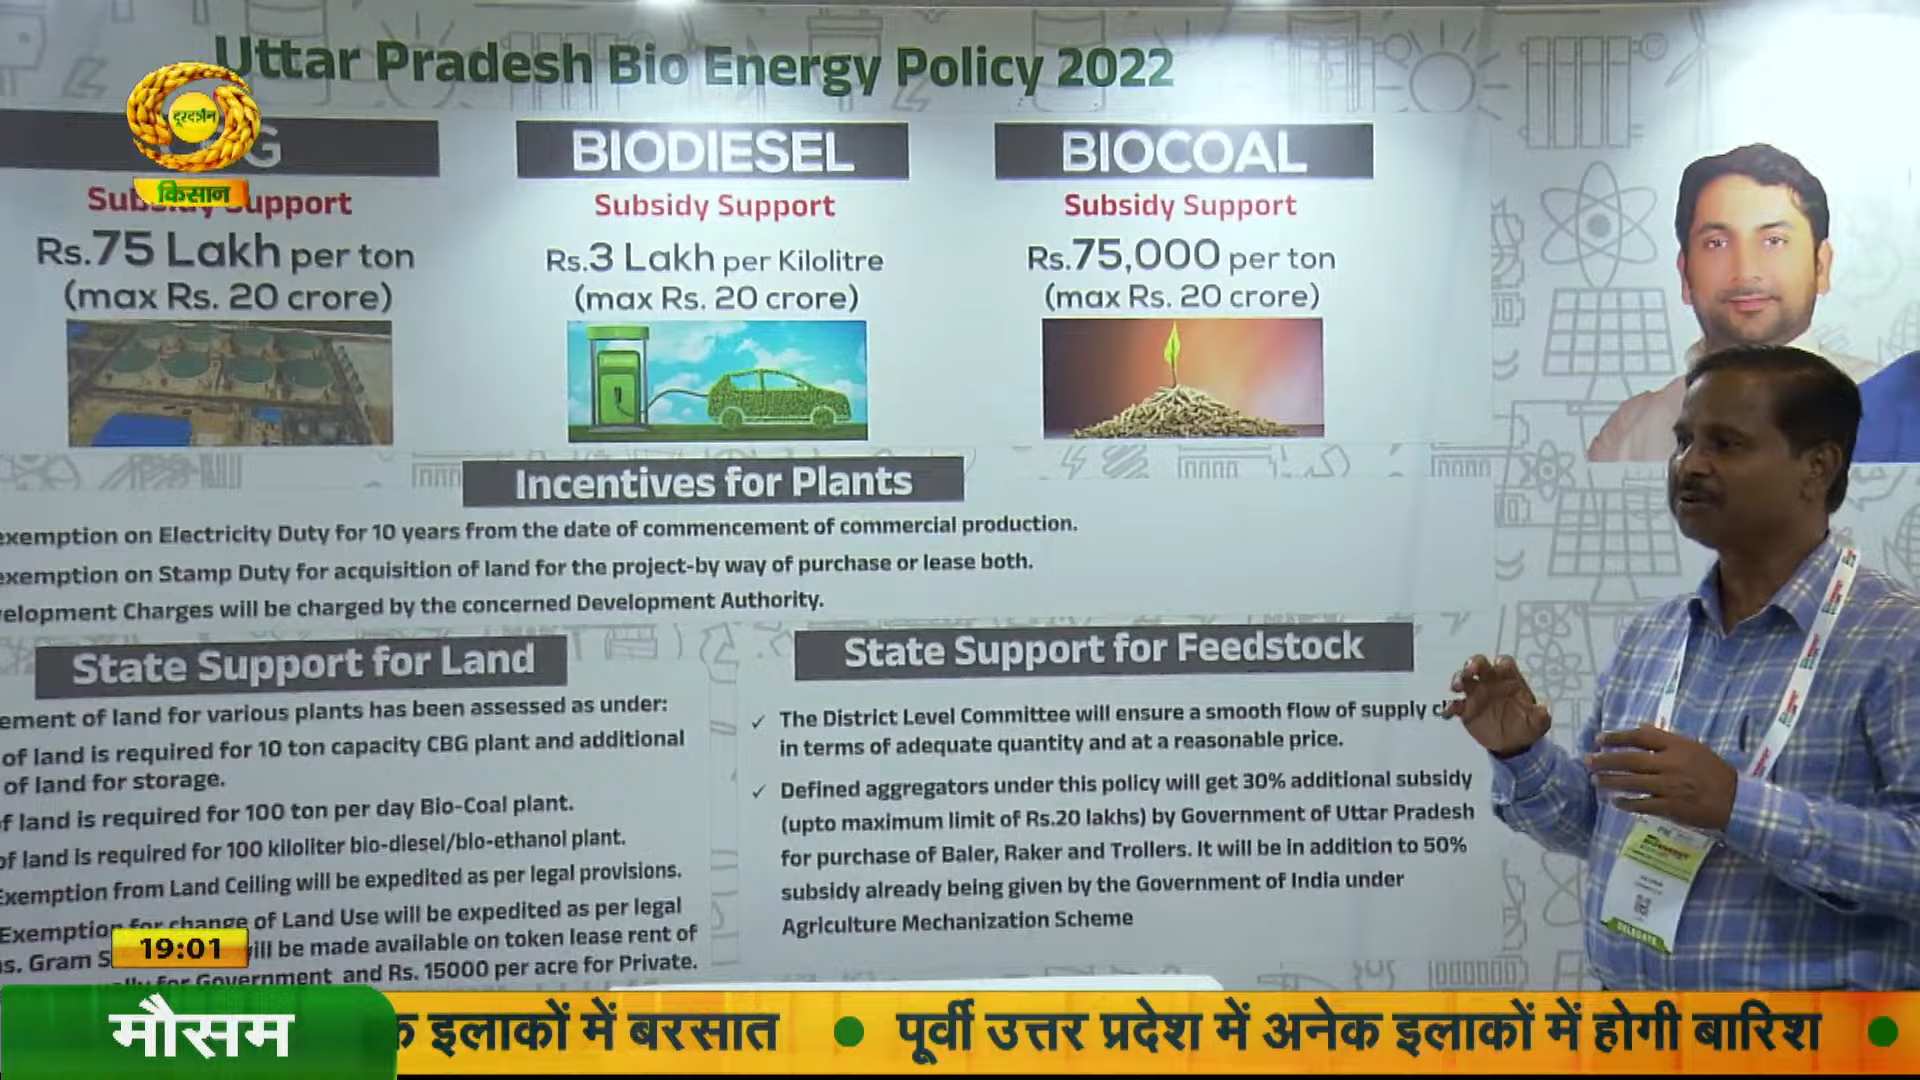 Uttar Pradesh Bio Energy Policy 2022
दूरदर्शन
किसान
BIODIESEL
BIOCOAL
Support
Subsidy Support
Subsidy Support
Rs.75 Lakh per ton
(max Rs. 20 crore)
Rs.3 Lakh per Kilolitre
(max Rs. 20 crore)
Rs.75,000 per ton
(max Rs. 20 crore)
Incentives for Plants
exemption on Electricity Duty for 10 years from the date of commencement of commercial production.
exemption on Stamp Duty for acquisition of land for the project-by way of purchase or lease both.
Charges will be charged by the concerned Development Authority.
State Support for Land
of land for various plants has been assessed as under:
of land is required for 10 ton capacity CBG plant and additional
of land for storage.
land is required for 100 ton per day Bio-Coal plant.
of land is required for 100 kiloliter bio-diesel/bio-ethanol plant.
Exemption from Land Ceiling will be expedited as per legal provisions.
Exemption for change of Land Use will be expedited as per legal
Gram will be made available on token lease rent of
for Government and Rs. 15000 per acre for Private.
State Support for Feedstock
✓ The District Level Committee will ensure a smooth flow of supply
in terms of adequate quantity and at a reasonable price.
✓ Defined aggregators under this policy will get 30% additional subsidy
(upto maximum limit of Rs.20 lakhs) by Government of Uttar Pradesh
for purchase of Baler, Raker and Trollers. It will be in addition to 50%
subsidy already being given by the Government of India under
Agriculture Mechanization Scheme
DELEGATE
19:01
मौसम
इलाकों में बरसात ● पूर्वी उत्तर प्रदेश में अनेक इलाकों में होगी बारिश ●